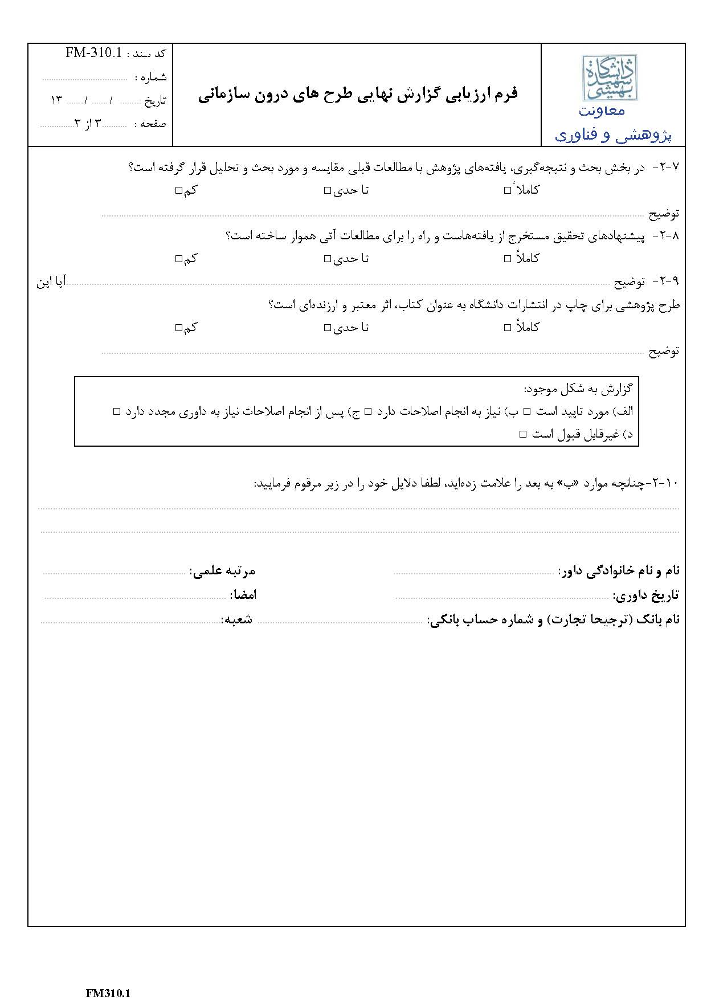 دانشگاه
شهید
بهشتی
معاونت
پژوهشی و فناوری
فرم ارزیابی گزارش نهایی طرح های درون سازمانی
کد سند : FM-310.1
شماره : ......................................
تاریخ ......... / ....... / ........ ۱۳
صفحه : ...........۳ از ۳...............
۲-۷- در بخش بحث و نتیجه‌گیری، یافته‌های پژوهش با مطالعات قبلی مقایسه و مورد بحث و تحلیل قرار گرفته است؟
کاملاً □ تا حدی □ کم □
توضیح ........................................................................
۲-۸- پیشنهادهای تحقیق مستخرج از یافته‌هاست و راه را برای مطالعات آتی هموار ساخته است؟
کاملاً □ تا حدی □ کم □
۲-۹- توضیح ........................................................................آیا این
طرح پژوهشی برای چاپ در انتشارات دانشگاه به عنوان کتاب، اثر معتبر و ارزنده‌ای است؟
کاملاً □ تا حدی □ کم □
توضیح ........................................................................
گزارش به شکل موجود:
الف) مورد تایید است □ ب) نیاز به انجام اصلاحات دارد □ ج) پس از انجام اصلاحات نیاز به داوری مجدد دارد □
د) غیرقابل قبول است □
۲-۱۰-چنانچه موارد «ب» به بعد را علامت زده‌اید، لطفا دلایل خود را در زیر مرقوم فرمایید:
........................................................................
........................................................................
نام و نام خانوادگی داور: .................................... مرتبه علمی: ....................................
تاریخ داوری: .................................... امضا: ....................................
نام بانک (ترجیحا تجارت) و شماره حساب بانکی: .................................... شعبه:....................................
FM310.1